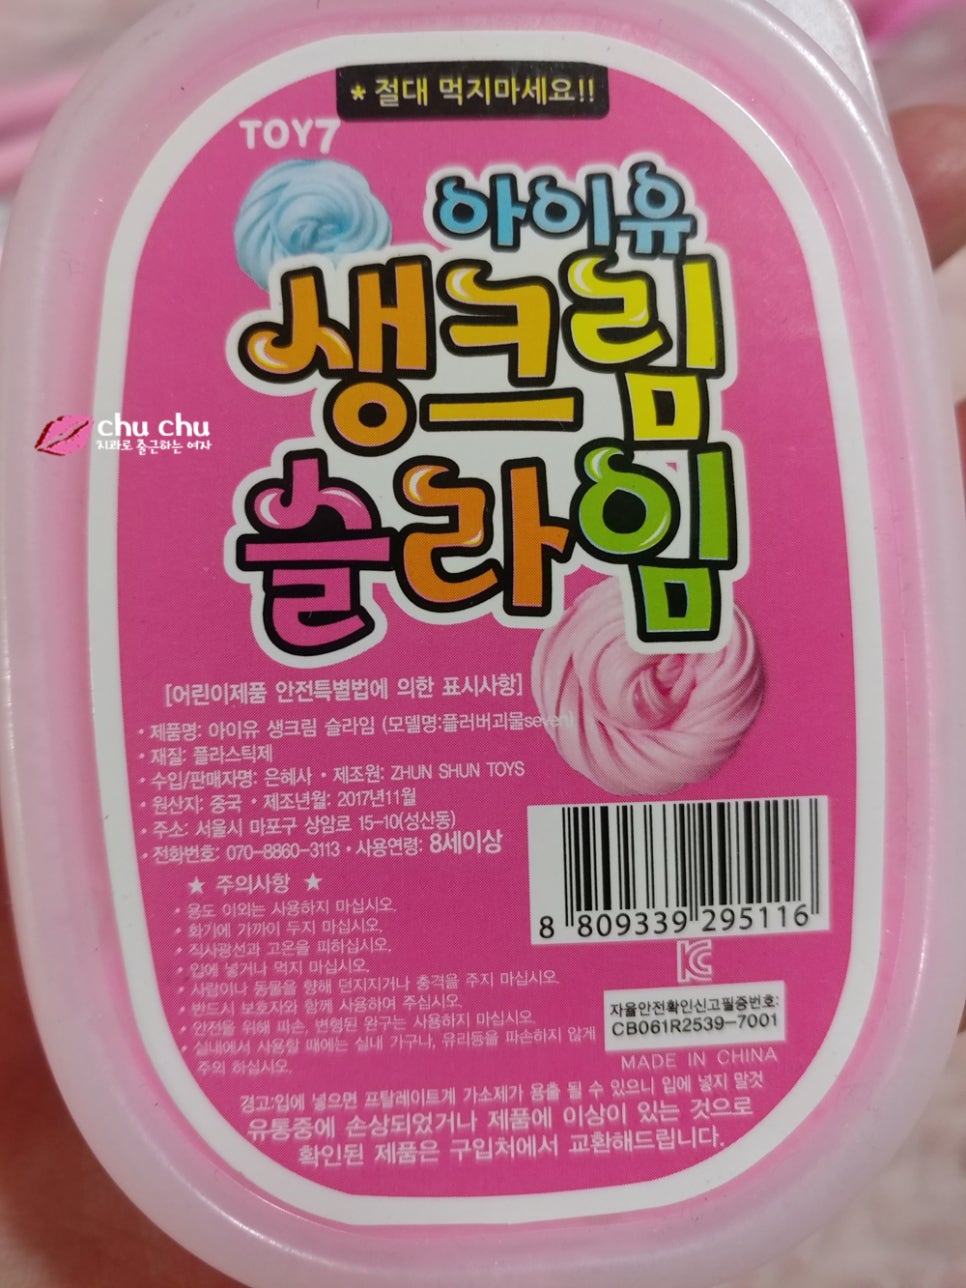 * 절대 먹지마세요!!
TOY7
아이유
생크림
슬라임
chu chu
치과로 출근하는 여자
[어린이제품 안전특별법에 의한 표시사항]
• 제품명: 아이유 생크림 슬라임 (모델명:플러버괴물seven)
• 재질: 플라스틱제
• 수입/판매자명: 은혜사 • 제조원: ZHUN SHUN TOYS
• 원산지: 중국 • 제조년월: 2017년11월
• 주소: 서울시 마포구 상암로 15-10(성산동)
• 전화번호: 070-8860-3113 • 사용연령: 8세이상
★ 주의사항 ★
• 용도 이외는 사용하지 마십시오.
• 화기에 가까이 두지 마십시오.
• 직사광선과 고온을 피하십시오.
• 입에 넣거나 먹지 마십시오.
• 사람이나 동물을 향해 던지지거나 충격을 주지 마십시오.
• 반드시 보호자와 함께 사용하여 주십시오.
• 안전을 위해 파손, 변형된 완구는 사용하지 마십시오.
• 실내에서 사용할 때에는 실내 가구나, 유리등을 파손하지 않게
주의 하십시오.
8 809339 295116
KC
자율안전확인신고필증번호:
CB061R2539-7001
MADE IN CHINA
경고:입에 넣으면 프탈레이트계 가소제가 용출 될 수 있으니 입에 넣지 말것
유통중에 손상되었거나 제품에 이상이 있는 것으로
확인된 제품은 구입처에서 교환해드립니다.